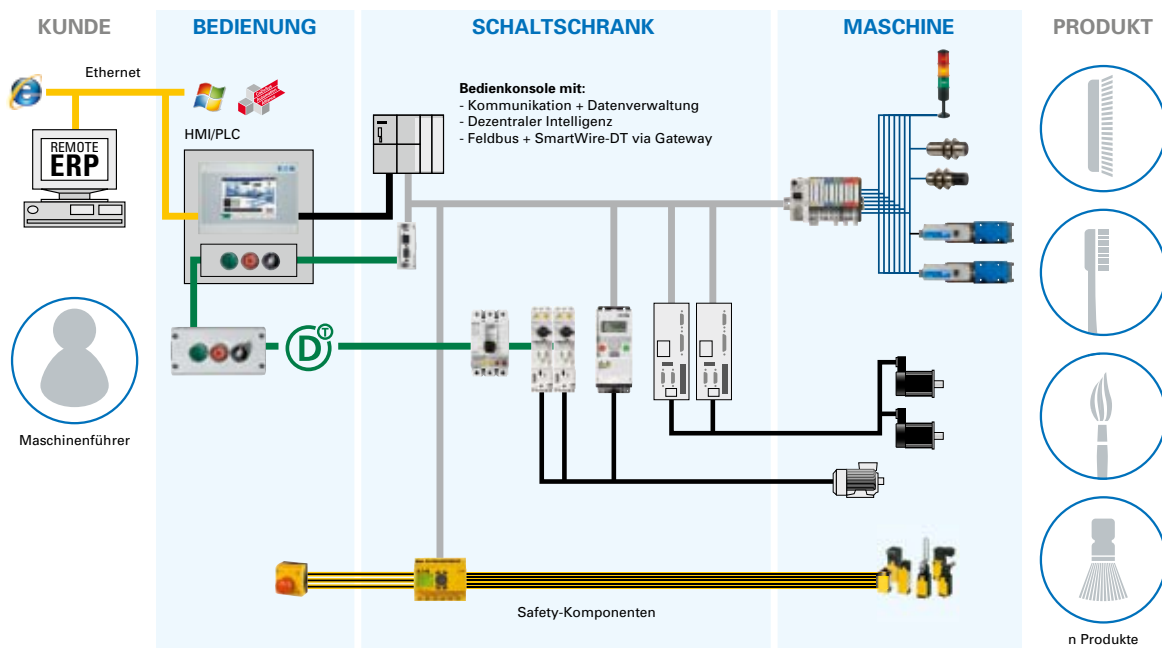 KUNDE
BEDIENUNG
SCHALTSCHRANK
MASCHINE
PRODUKT
Ethernet
HMI/PLC
REMOTE
ERP
Maschinenführer
Bedienkonsole mit:
- Kommunikation + Datenverwaltung
- Dezentraler Intelligenz
- Feldbus + SmartWire-DT via Gateway
D
T
Safety-Komponenten
n Produkte